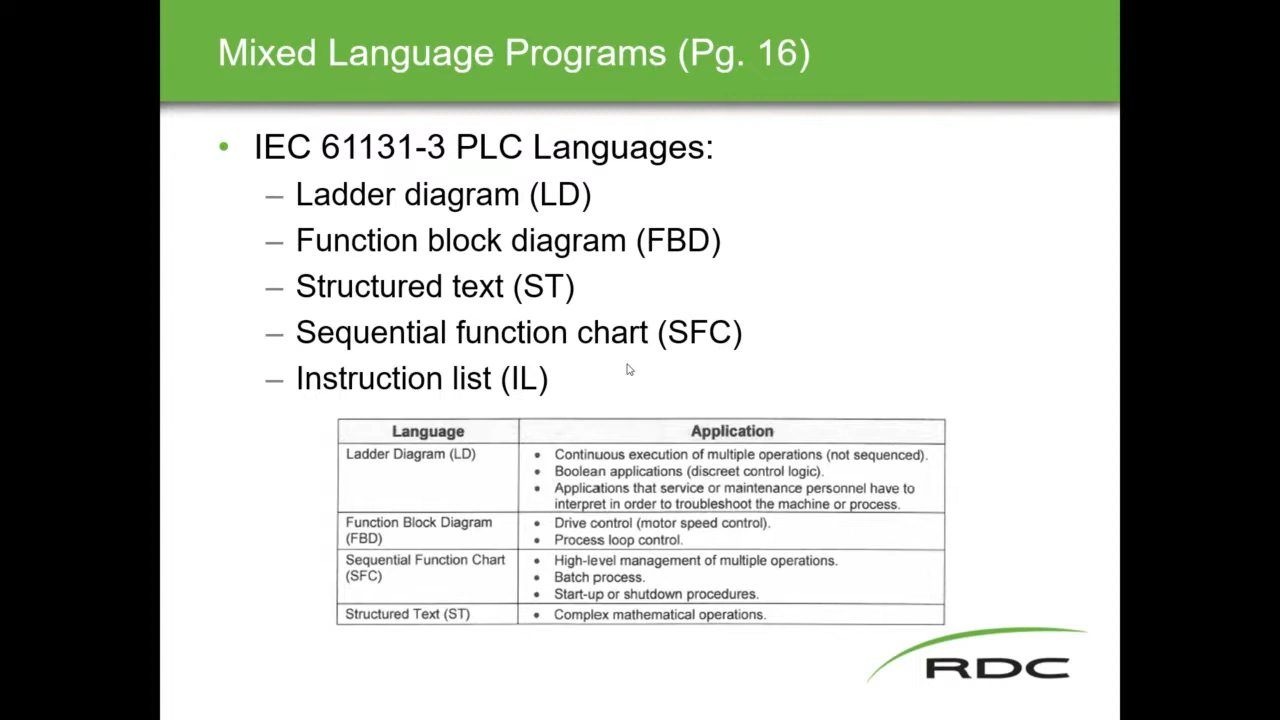 Mixed Language Programs (Pg. 16)
• IEC 61131-3 PLC Languages:
– Ladder diagram (LD)
– Function block diagram (FBD)
– Structured text (ST)
– Sequential function chart (SFC)
– Instruction list (IL)
Language Application
Ladder Diagram (LD)
• Continuous execution of multiple operations (not sequenced).
• Boolean applications (discreet control logic).
• Applications that service or maintenance personnel have to
interpret in order to troubleshoot the machine or process.
Function Block Diagram
(FBD)
• Drive control (motor speed control).
• Process loop control.
Sequential Function Chart
(SFC)
• High-level management of multiple operations.
• Batch process.
• Start-up or shutdown procedures.
Structured Text (ST)
• Complex mathematical operations.
RDC